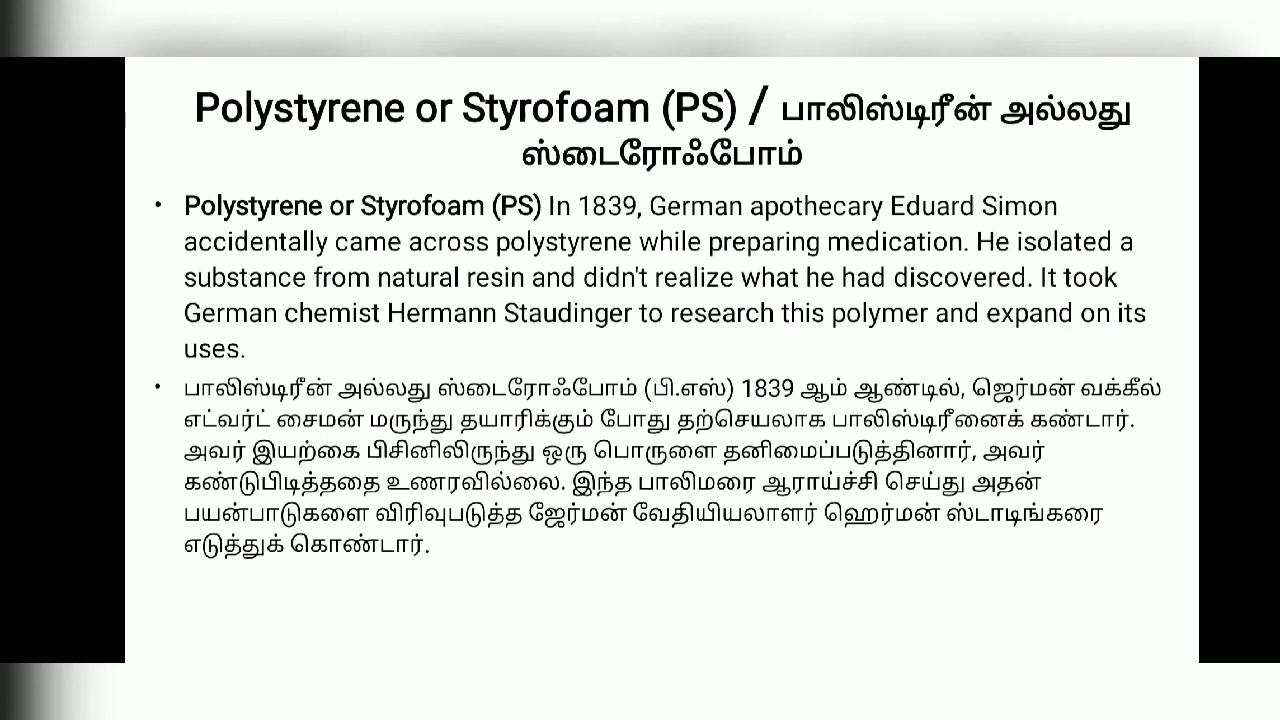 Polystyrene or Styrofoam (PS) / பாலிஸ்டிரீன் அல்லது
ஸ்டைரோஃபோம்
• Polystyrene or Styrofoam (PS) In 1839, German apothecary Eduard Simon
accidentally came across polystyrene while preparing medication. He isolated a
substance from natural resin and didn't realize what he had discovered. It took
German chemist Hermann Staudinger to research this polymer and expand on its
uses.
• பாலிஸ்டிரீன் அல்லது ஸ்டைரோஃபோம் (பி.எஸ்) 1839 ஆம் ஆண்டில், ஜெர்மன் வக்கீல்
எட்வர்ட் சைமன் மருந்து தயாரிக்கும் போது தற்செயலாக பாலிஸ்டிரீனைக் கண்டார்.
அவர் இயற்கை பிசினிலிருந்து ஒரு பொருளை தனிமைப்படுத்தினார், அவர்
கண்டுபிடித்ததை உணரவில்லை. இந்த பாலிமரை ஆராய்ச்சி செய்து அதன்
பயன்பாடுகளை விரிவுபடுத்த ஜேர்மன் வேதியியலாளர் ஹெர்மன் ஸ்டாடிங்கரை
எடுத்துக் கொண்டார்.